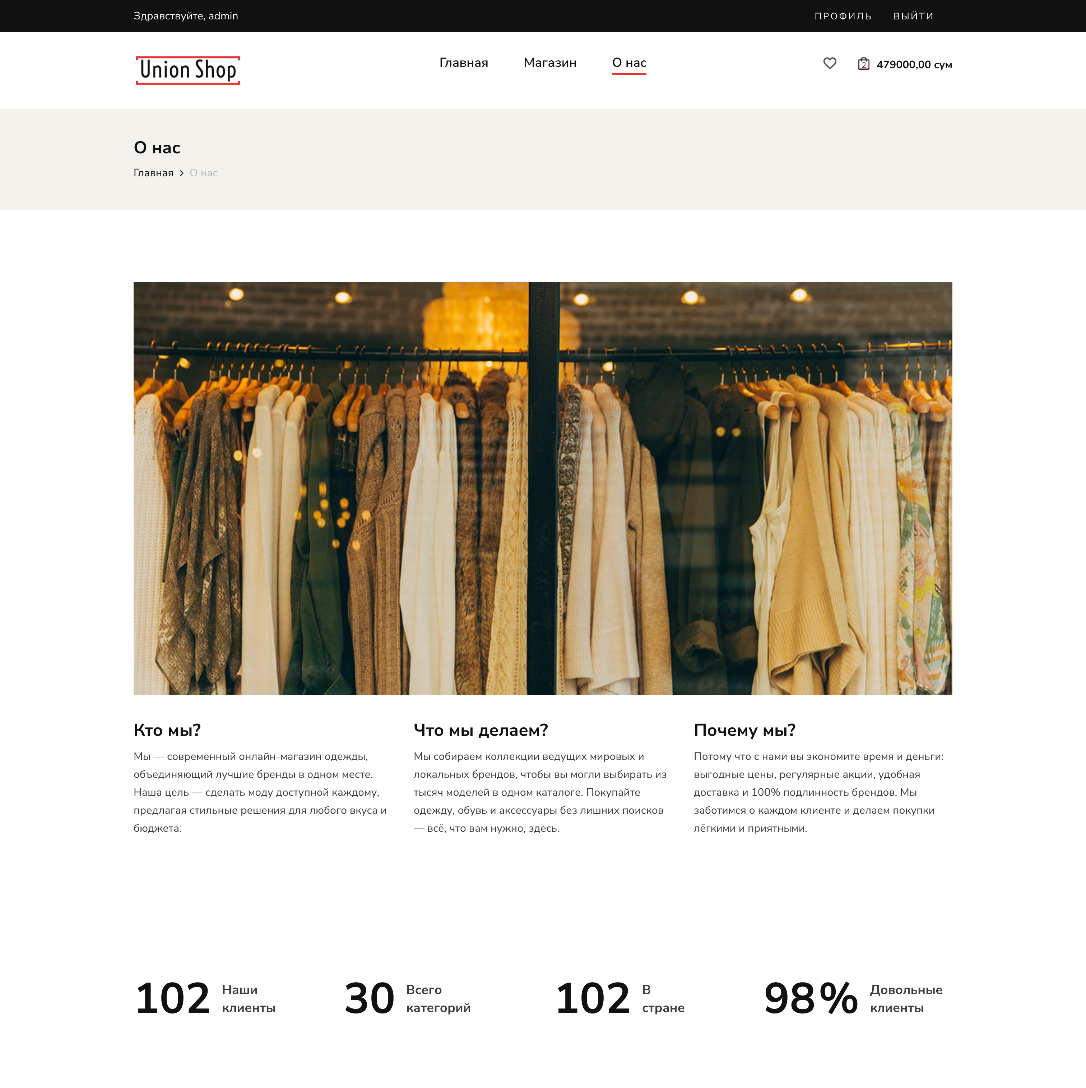 Здравствуйте, admin
ПРОФИЛЬ ВЫЙТИ
Union Shop
Главная Магазин О нас
2 479000,00 сум
О нас
Главная > О нас
Кто мы?
Мы — современный онлайн-магазин одежды,
объединяющий лучшие бренды в одном месте.
Наша цель — сделать моду доступной каждому,
предлагая стильные решения для любого вкуса и
бюджета.
Что мы делаем?
Мы собираем коллекции ведущих мировых и
локальных брендов, чтобы вы могли выбирать из
тысяч моделей в одном каталоге. Покупайте
одежду, обувь и аксессуары без лишних поисков
— всё, что вам нужно, здесь.
Почему мы?
Потому что с нами вы экономите время и деньги:
выгодные цены, регулярные акции, удобная
доставка и 100% подлинность брендов. Мы
заботимся о каждом клиенте и делаем покупки
лёгкими и приятными.
102 Наши
клиенты
30 Всего
категорий
102 В
стране
98% Довольные
клиенты